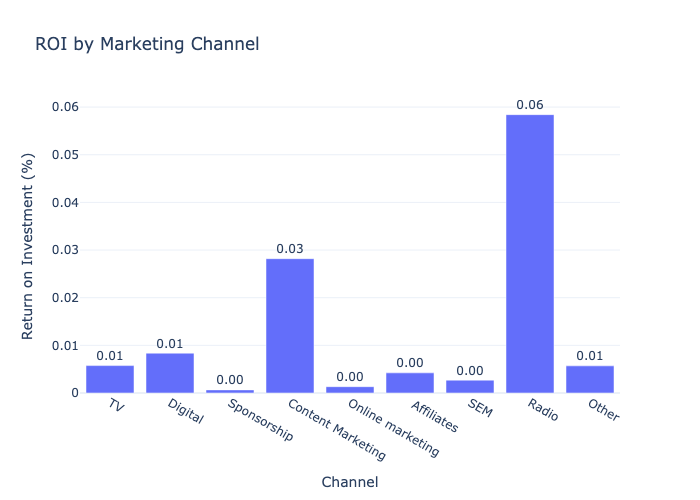 ROI by Marketing Channel
Return on Investment (%)
0.06
0.05
0.04
0.03
0.02
0.01
0
0.01
0.01
0.00
0.03
0.00
0.00
0.00
0.06
0.01
TV
Digital
Sponsorship
Content Marketing
Online marketing
Affiliates
SEM
Radio
Other
Channel